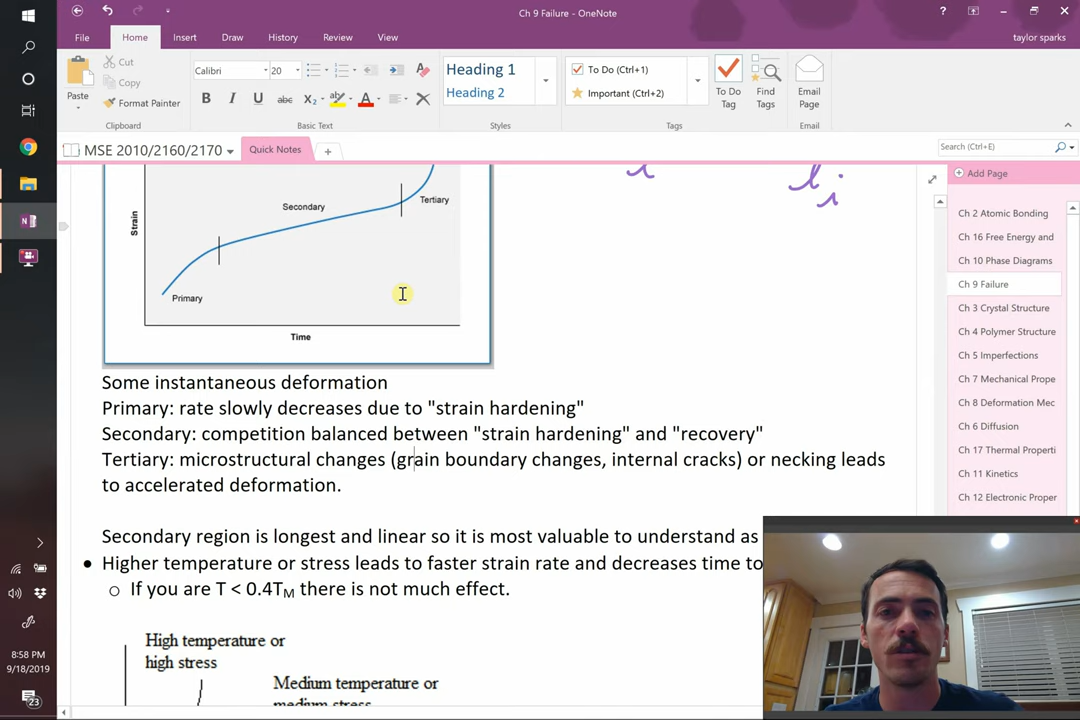 Ch 9 Failure - OneNote
?
File
Home
Insert
Draw
History
Review
View
taylor sparks
Paste
Cut
Copy
Format Painter
Clipboard
Calibri
20
B I U abc X₂ A
Basic Text
Heading 1
Heading 2
Styles
To Do (Ctrl+1)
Important (Ctrl+2)
Tags
To Do
Tag
Find
Tags
Email
Page
Email
MSE 2010/2160/2170
Quick Notes
+
Search (Ctrl+E)
Add Page
Ch 2 Atomic Bonding
Ch 16 Free Energy and
Ch 10 Phase Diagrams
Ch 9 Failure
Ch 3 Crystal Structure
Ch 4 Polymer Structure
Ch 5 Imperfections
Ch 7 Mechanical Prope
Ch 8 Deformation Mec
Ch 6 Diffusion
Ch 17 Thermal Properti
Ch 11 Kinetics
Ch 12 Electronic Proper
i
l i
Strain
Primary
Secondary
Tertiary
Time
Some instantaneous deformation
Primary: rate slowly decreases due to "strain hardening"
Secondary: competition balanced between "strain hardening" and "recovery"
Tertiary: microstructural changes (grain boundary changes, internal cracks) or necking leads
to accelerated deformation.
Secondary region is longest and linear so it is most valuable to understand as
• Higher temperature or stress leads to faster strain rate and decreases time to
o If you are T < 0.4T_M there is not much effect.
High temperature or
high stress
Medium temperature or
medium stress
8:58 PM
9/18/2019
23